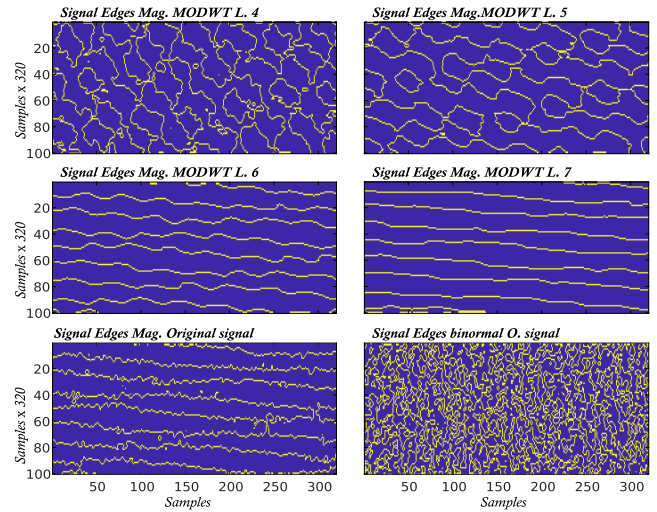 Signal Edges Mag. MODWT L. 4
Signal Edges Mag.MODWT L. 5
20
40
60
80
100
Samples x 320
Signal Edges Mag. MODWT L. 6
Signal Edges Mag. MODWT L. 7
20
40
60
80
100
Samples x 320
Signal Edges Mag. Original signal
Signal Edges binormal O. signal
20
40
60
80
100
Samples x 320
50 100 150 200 250 300
50 100 150 200 250 300
Samples
Samples